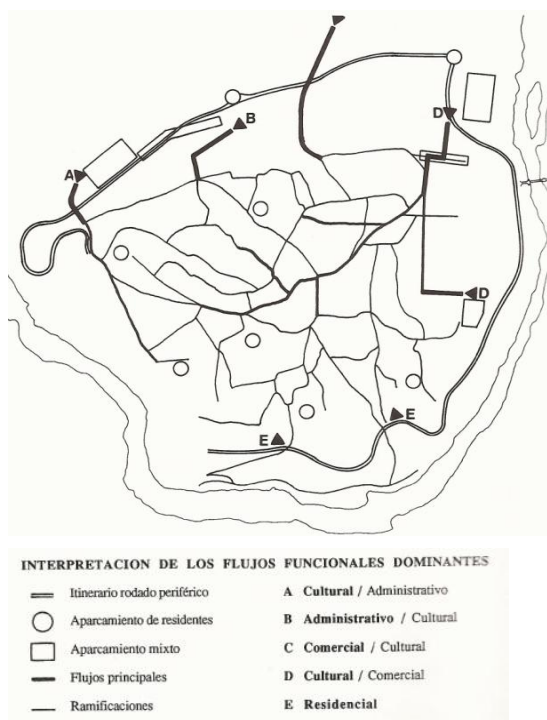 D
B
A
D
E
E
INTERPRETACION DE LOS FLUJOS FUNCIONALES DOMINANTES
Itinerario rodado periférico
Aparcamiento de residentes
Aparcamiento mixto
Flujos principales
Ramificaciones
A Cultural / Administrativo
B Administrativo / Cultural
C Comercial / Cultural
D Cultural / Comercial
E Residencial